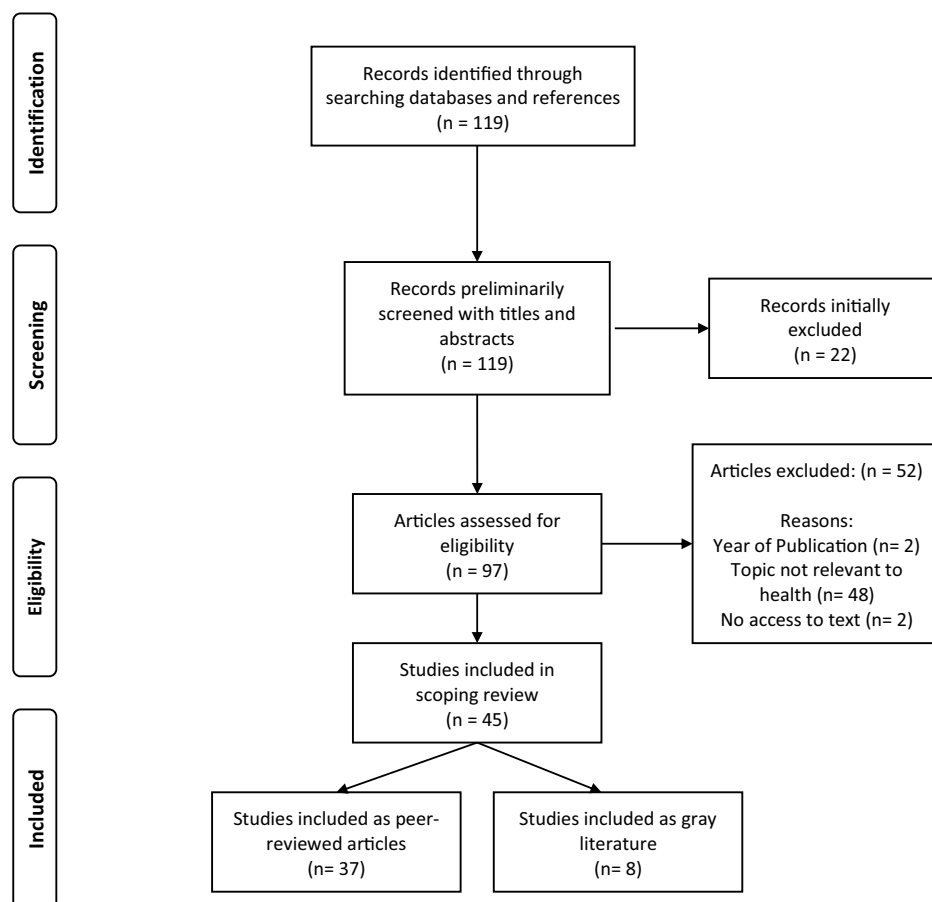 Identification
Records identified through
searching databases and references
(n = 119)
Screening
Records preliminarily
screened with titles and
abstracts
(n = 119)
Records initially
excluded
(n = 22)
Eligibility
Articles assessed for
eligibility
(n = 97)
Articles excluded: (n = 52)
Reasons:
Year of Publication (n= 2)
Topic not relevant to
health (n= 48)
No access to text (n= 2)
Studies included in
scoping review
(n = 45)
Included
Studies included as peer-
reviewed articles
(n= 37)
Studies included as gray
literature
(n= 8)